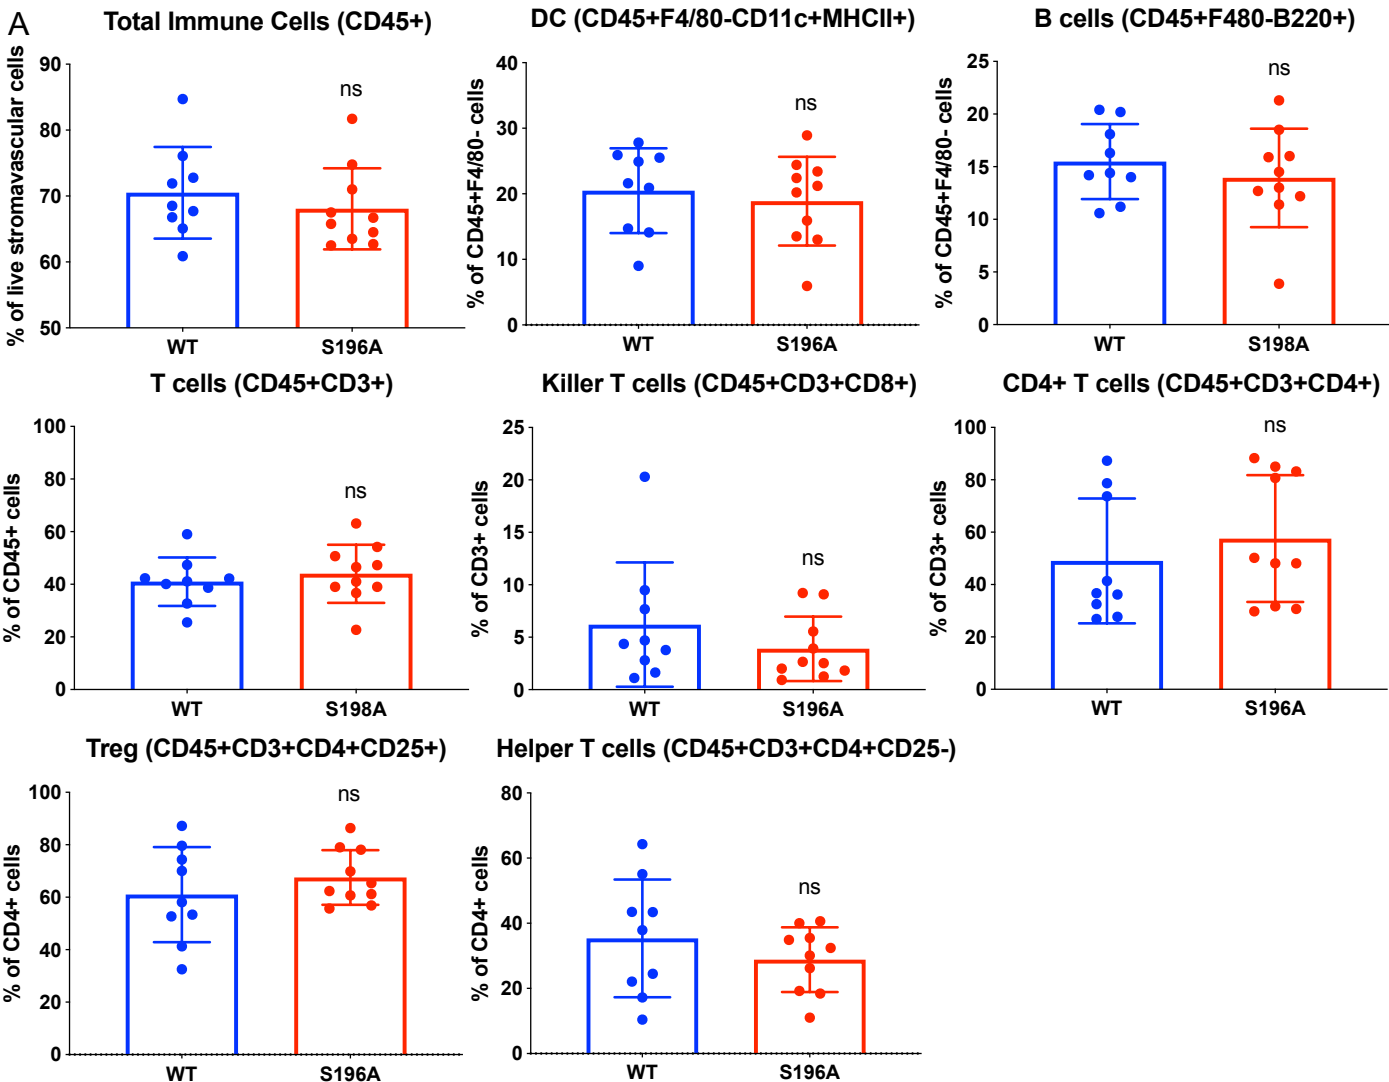 A
Total Immune Cells (CD45+)
% of live stromavascular cells
90
80
70
60
50
ns
WT
S196A
DC (CD45+F4/80-CD11c+MHCII+)
% of CD45+F4/80- cells
40
30
20
10
0
ns
WT
S196A
B cells (CD45+F480-B220+)
% of CD45+F4/80- cells
25
20
15
10
5
0
ns
WT
S198A
T cells (CD45+CD3+)
% of CD45+ cells
100
80
60
40
20
0
ns
WT
S198A
Killer T cells (CD45+CD3+CD8+)
% of CD3+ cells
25
20
15
10
5
0
ns
WT
S196A
CD4+ T cells (CD45+CD3+CD4+)
% of CD3+ cells
100
80
60
40
20
0
ns
WT
S196A
Treg (CD45+CD3+CD4+CD25+)
% of CD4+ cells
100
80
60
40
20
0
ns
WT
S196A
Helper T cells (CD45+CD3+CD4+CD25-)
% of CD4+ cells
80
60
40
20
0
ns
WT
S196A